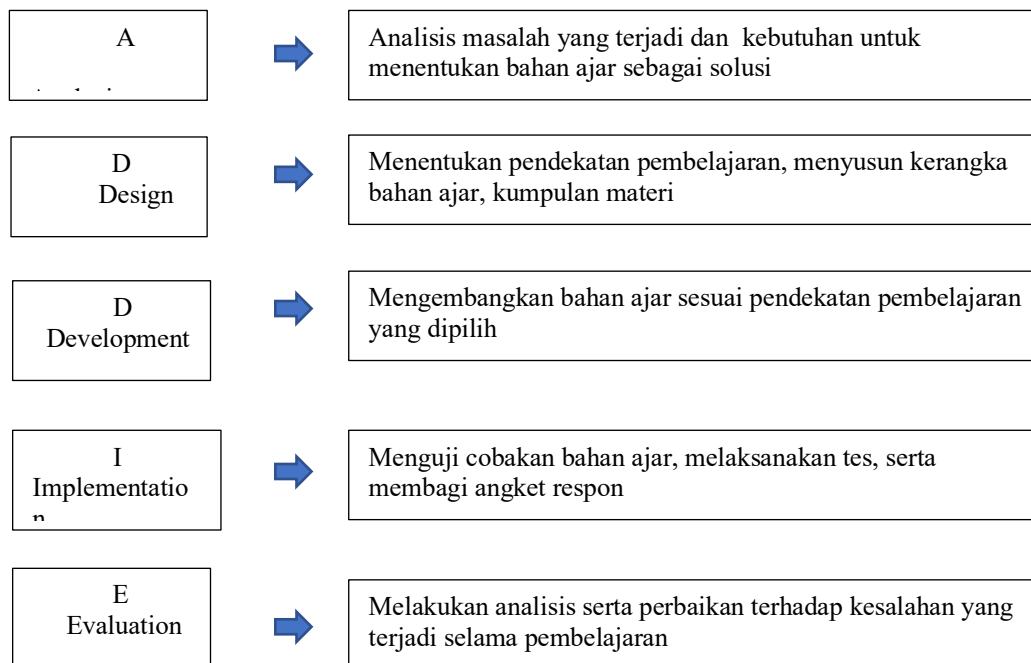 A
Analisis masalah yang terjadi dan kebutuhan untuk
menentukan bahan ajar sebagai solusi
D
Design
Menentukan pendekatan pembelajaran, menyusun kerangka
bahan ajar, kumpulan materi
D
Development
Mengembangkan bahan ajar sesuai pendekatan pembelajaran
yang dipilih
I
Implementatio
n
Menguji cobakan bahan ajar, melaksanakan tes, serta
membagi angket respon
E
Evaluation
Melakukan analisis serta perbaikan terhadap kesalahan yang
terjadi selama pembelajaran